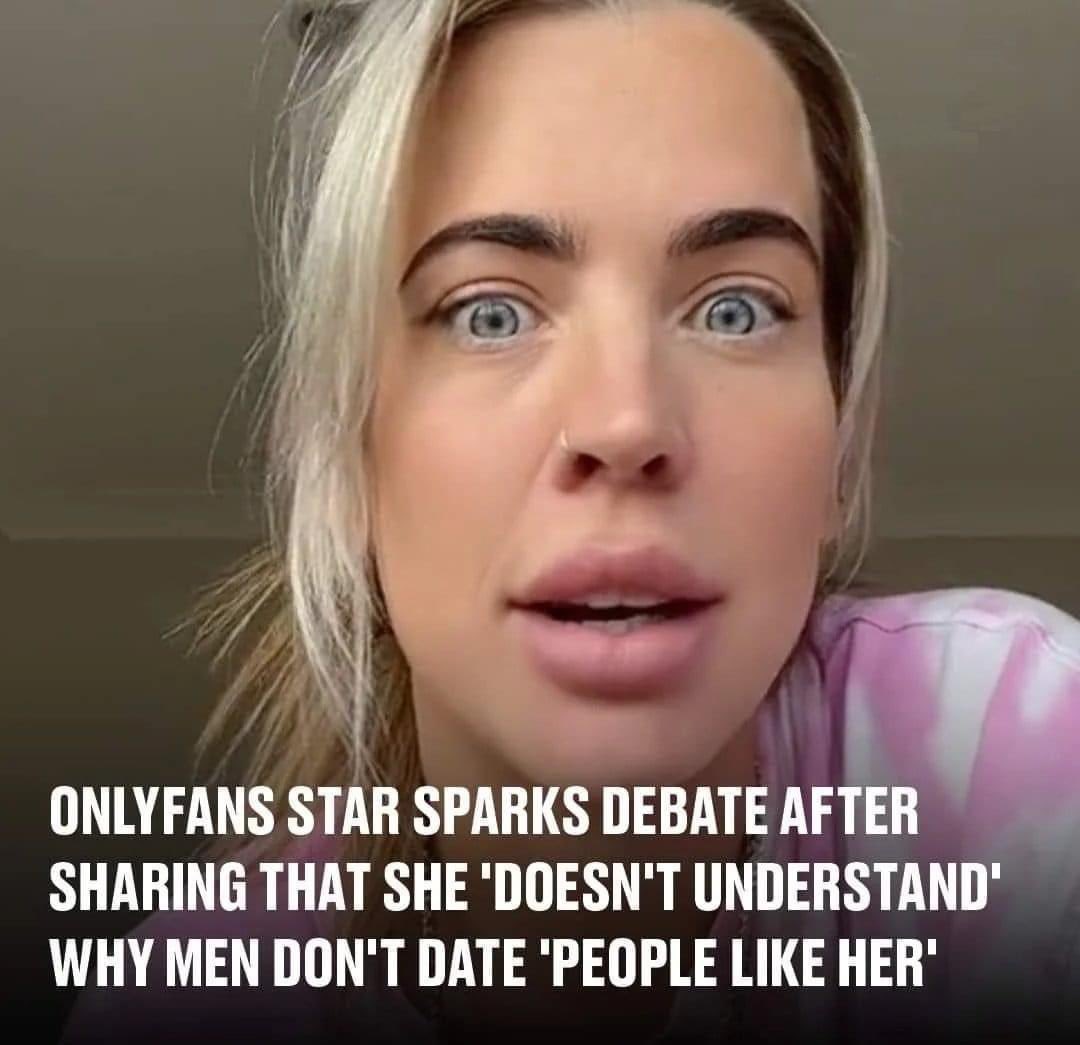 ONLYFANS STAR SPARKS DEBATE AFTER
SHARING THAT SHE 'DOESN'T UNDERSTAND'
WHY MEN DON'T DATE 'PEOPLE LIKE HER'